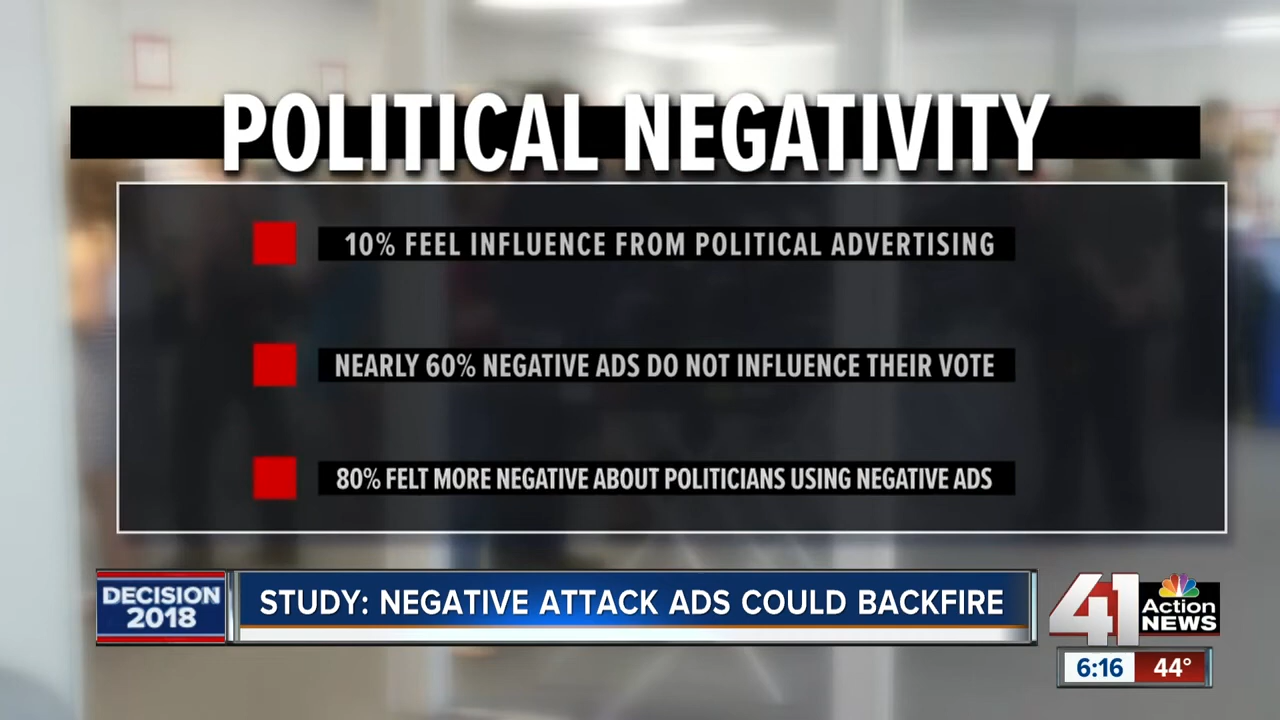 POLITICAL NEGATIVITY
10% FEEL INFLUENCE FROM POLITICAL ADVERTISING
NEARLY 60% NEGATIVE ADS DO NOT INFLUENCE THEIR VOTE
80% FELT MORE NEGATIVE ABOUT POLITICIANS USING NEGATIVE ADS
DECISION
2018
STUDY: NEGATIVE ATTACK ADS COULD BACKFIRE
41
Action
NEWS
6:16 44°